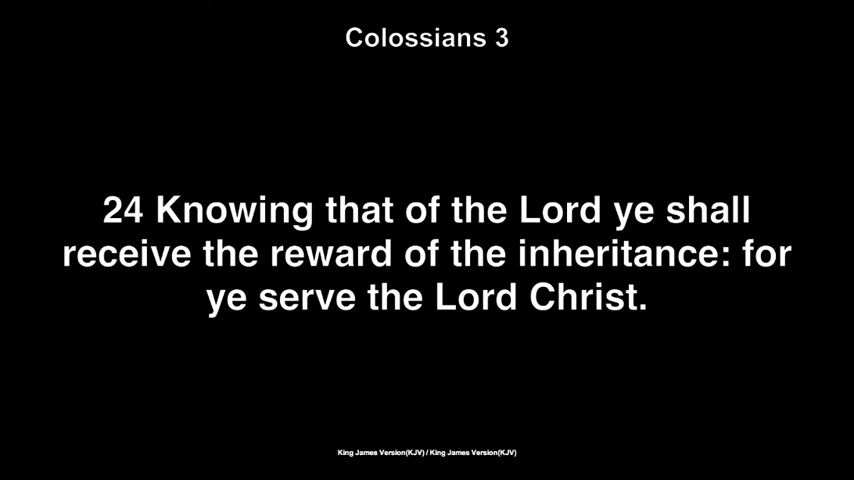 Colossians 3
24 Knowing that of the Lord ye shall
receive the reward of the inheritance: for
ye serve the Lord Christ.
King James Version(KJV) / King James Version(KJV)